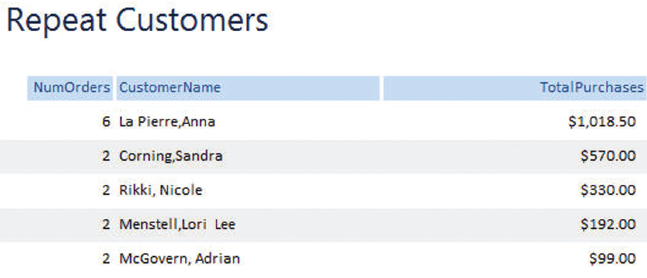 Repeat Customers
NumOrders CustomerName TotalPurchases
6 La Pierre,Anna $1,018.50
2 Corning,Sandra $570.00
2 Rikki, Nicole $330.00
2 Menstell,Lori  Lee $192.00
2 McGovern, Adrian $99.00